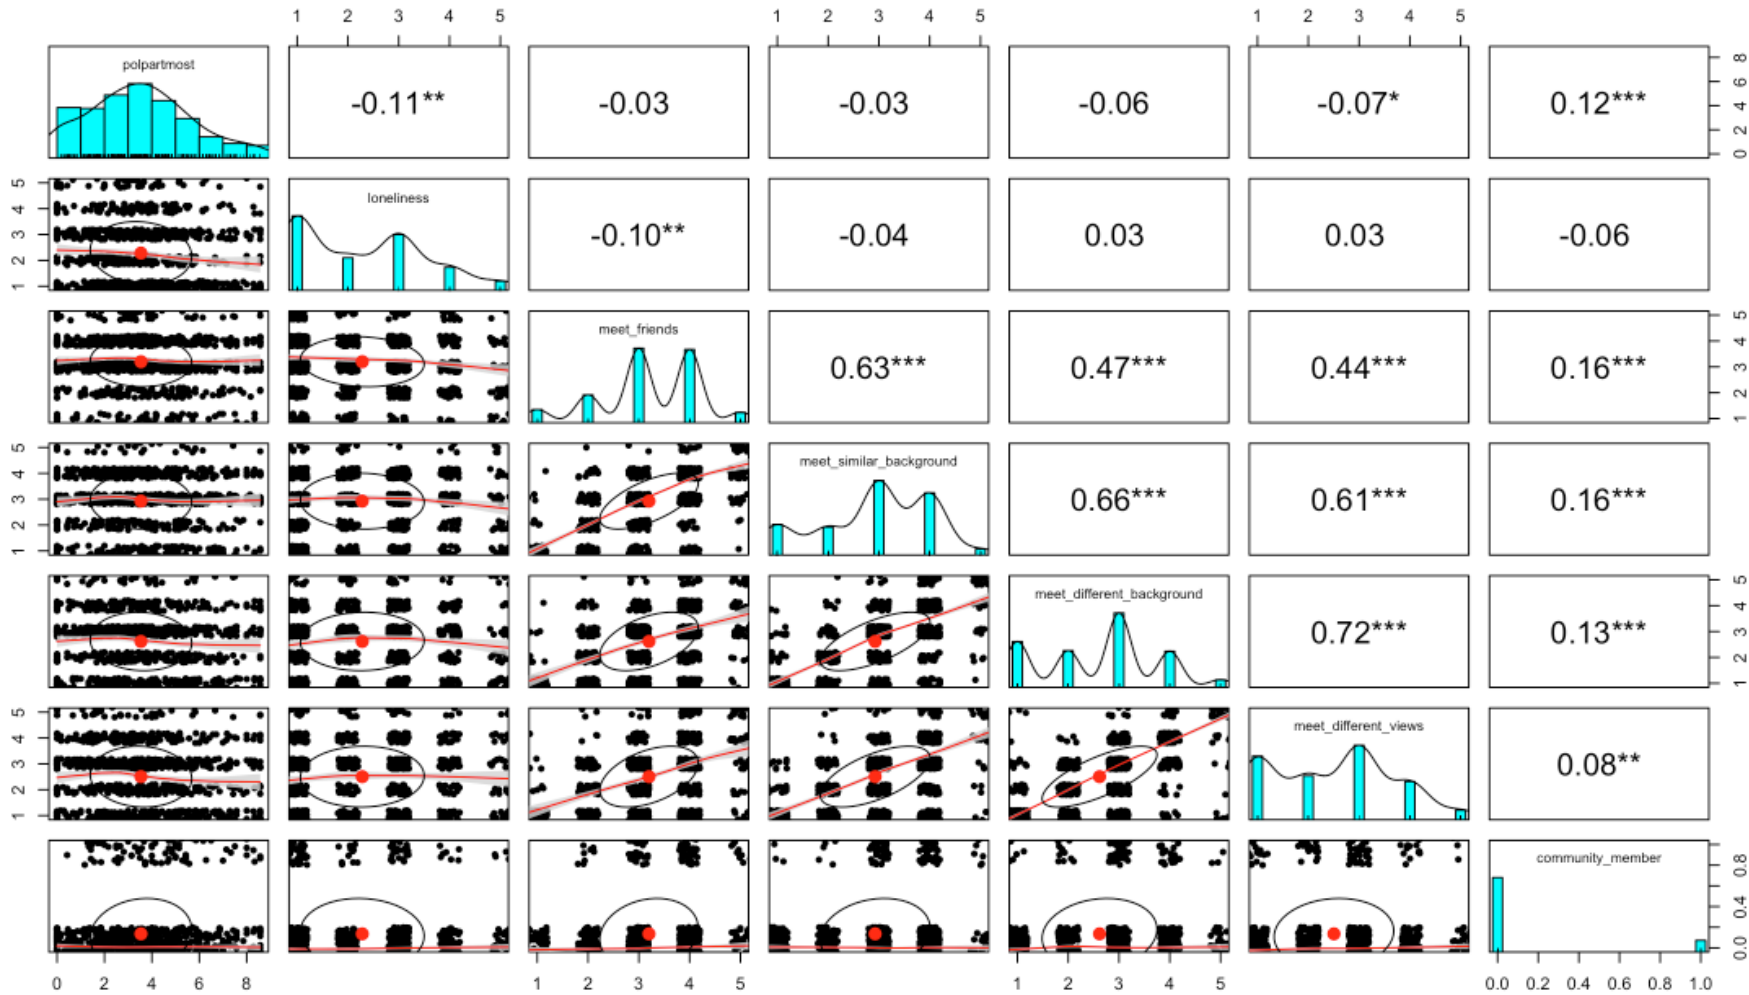 1 2 3 4 5 1 2 3 4 5 1 2 3 4 5
polpartmost -0.11** -0.03 -0.03 -0.06 -0.07* 0.12*** 0 2 4 6 8
1 2 3 4 5 loneliness -0.10** -0.04 0.03 0.03 -0.06
meet_friends 0.63*** 0.47*** 0.44*** 0.16*** 1 2 3 4 5
1 2 3 4 5 meet_similar_background 0.66*** 0.61*** 0.16***
meet_different_background 0.72*** 0.13*** 1 2 3 4 5
1 2 3 4 5 meet_different_views 0.08**
community_member 0.0 0.4 0.8
0 2 4 6 8 1 2 3 4 5 1 2 3 4 5 0.0 0.2 0.4 0.6 0.8 1.0